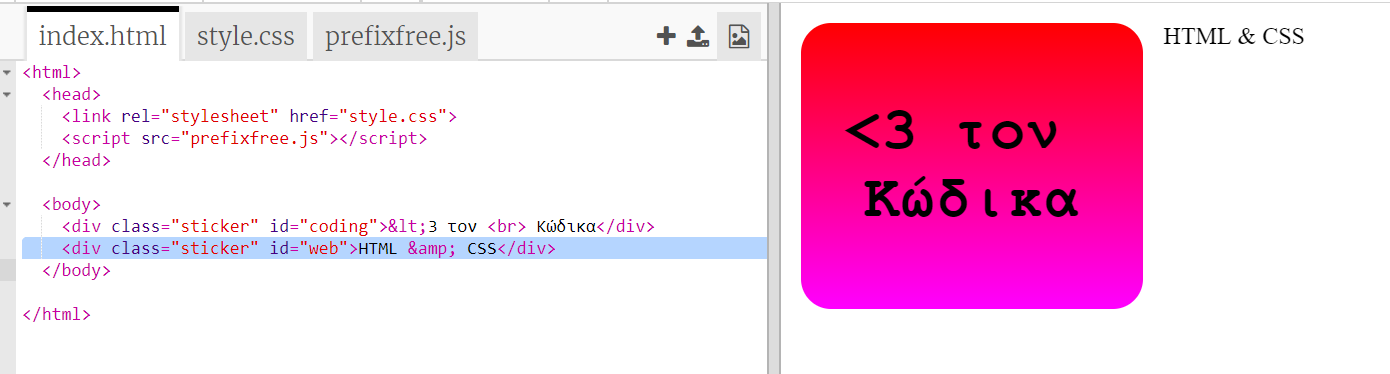 index.html style.css prefixfree.js
<html>
<head>
<link rel="stylesheet" href="style.css">
<script src="prefixfree.js"></script>
</head>
<body>
<div class="sticker" id="coding">&lt;3 τον <br> Κώδικα</div>
<div class="sticker" id="web">HTML &amp; CSS</div>
</body>
</html>
<3 τον
Κώδικα
HTML & CSS